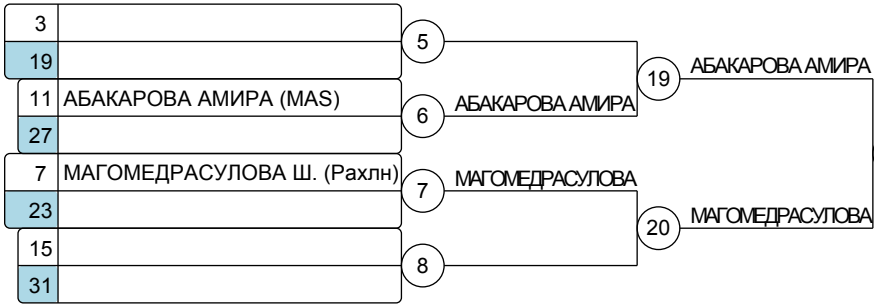 3
5
19
19 АБАКАРОВА АМИРА
11 АБАКАРОВА АМИРА (MAS)
6 АБАКАРОВА АМИРА
27
7 МАГОМЕДРАСУЛОВА Ш. (Рахлн)
7 МАГОМЕДРАСУЛОВА
23
20 МАГОМЕДРАСУЛОВА
15
8
31